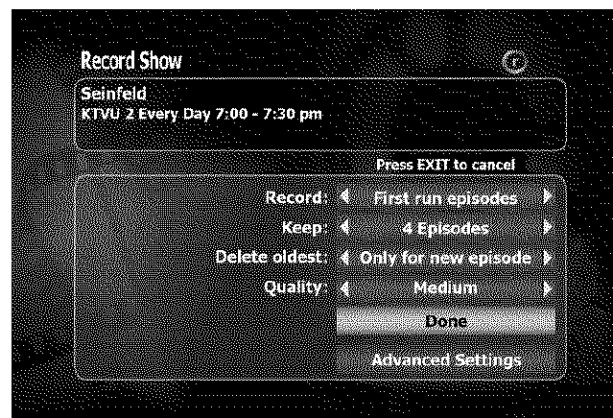 Record Show
r
Seinfeld
KTVU 2 Every Day 7:00 - 7:30 pm
Press EXIT to cancel
Record: First run episodes
Keep: 4 Episodes
Delete oldest: Only for new episode
Quality: Medium
Done
Advanced Settings